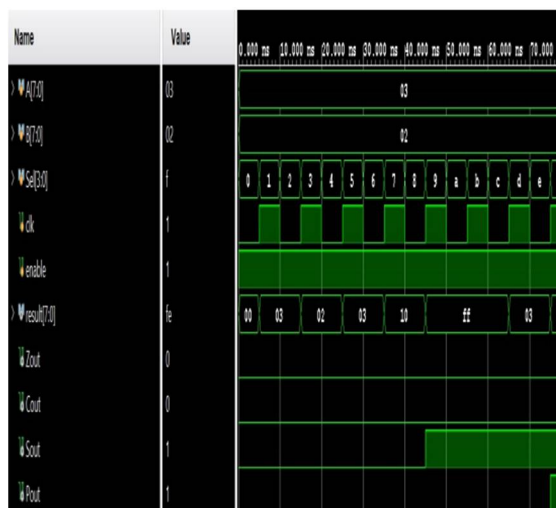 Name Value 0.000 ns 10.000 ns 20.000 ns 30.000 ns 40.000 ns 50.000 ns 60.000 ns 70.000
A[7:0] 03 03
B[7:0] 02 02
Sel[3:0] f 0 1 2 3 4 5 6 7 8 9 a b c d e
clk 1
enable 1
result[7:0] fe 00 03 02 03 10 ff 03
Zout 0
Cout 0
Sout 1
Pout 1